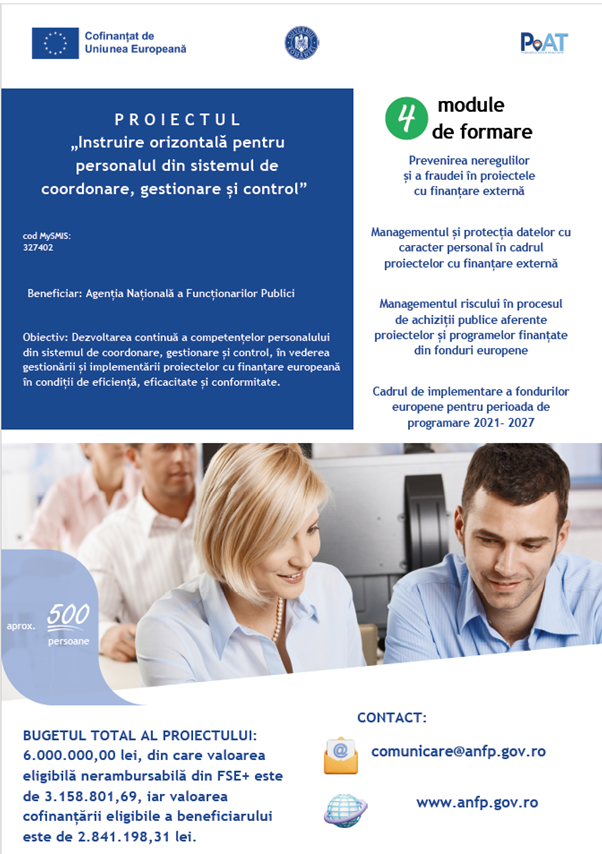 Cofinanțat de
Uniunea Europeană
GUVERNUL ROMÂNIEI
PoAT
PROIECTUL
„Instruire orizontală pentru
personalul din sistemul de
coordonare, gestionare și control”
cod MySMIS:
327402
Beneficiar: Agenția Națională a Funcționarilor Publici
Obiectiv: Dezvoltarea continuă a competențelor personalului
din sistemul de coordonare, gestionare și control, în vederea
gestionării și implementării proiectelor cu finanțare europeană
în condiții de eficiență, eficacitate și conformitate.
4 module
de formare
Prevenirea neregulilor
și a fraudei în proiectele
cu finanțare externă
Managementul și protecția datelor cu
caracter personal în cadrul
proiectelor cu finanțare externă
Managementul riscului în procesul
de achiziții publice aferente
proiectelor și programelor finanțate
din fonduri europene
Cadrul de implementare a fondurilor
europene pentru perioada de
programare 2021- 2027
aprox. 500
persoane
BUGETUL TOTAL AL PROIECTULUI:
6.000.000,00 lei, din care valoarea
eligibilă nerambursabilă din FSE+ este
de 3.158.801,69, iar valoarea
cofinanțării eligibile a beneficiarului
este de 2.841.198,31 lei.
CONTACT:
@
comunicare@anfp.gov.ro
www.anfp.gov.ro